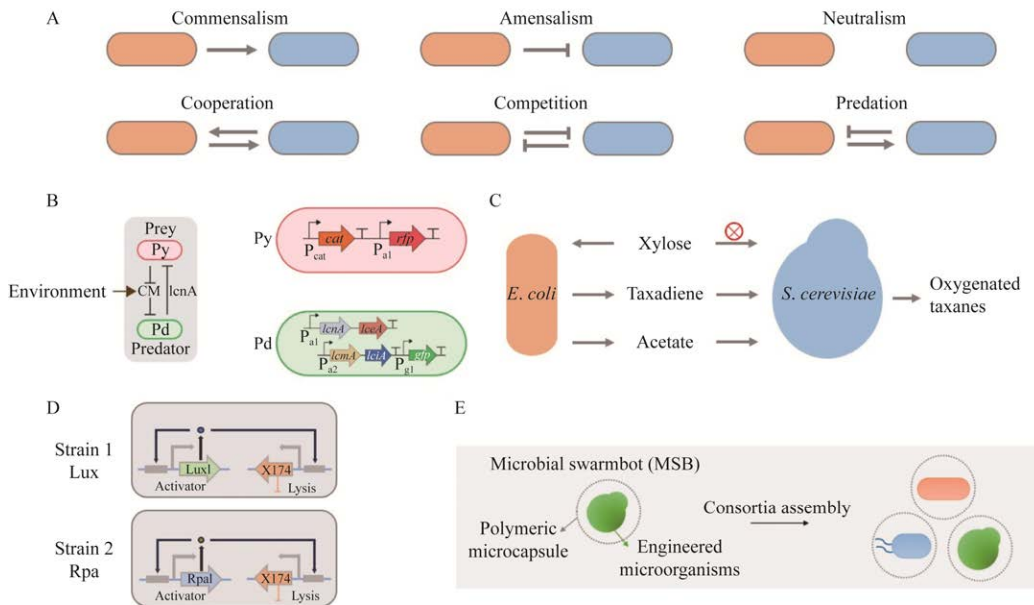 A
Commensalism
Amensalism
Neutralism
Cooperation
Competition
Predation
B
Prey
Py
Environment
CM
lcnA
Pd
Predator
Py
cat
rfp
Pcat
Pa1
Pd
lcnA
lceA
Pa1
lcmA
lciA
gfp
Pa2
Pg1
C
Xylose
E. coli
Taxadiene
S. cerevisiae
Oxygenated
taxanes
Acetate
D
Strain 1
Lux
LuxI
X174
Activator
Lysis
Strain 2
Rpa
RpaI
X174
Activator
Lysis
E
Microbial swarmbot (MSB)
Consortia assembly
Polymeric
microcapsule
Engineered
microorganisms